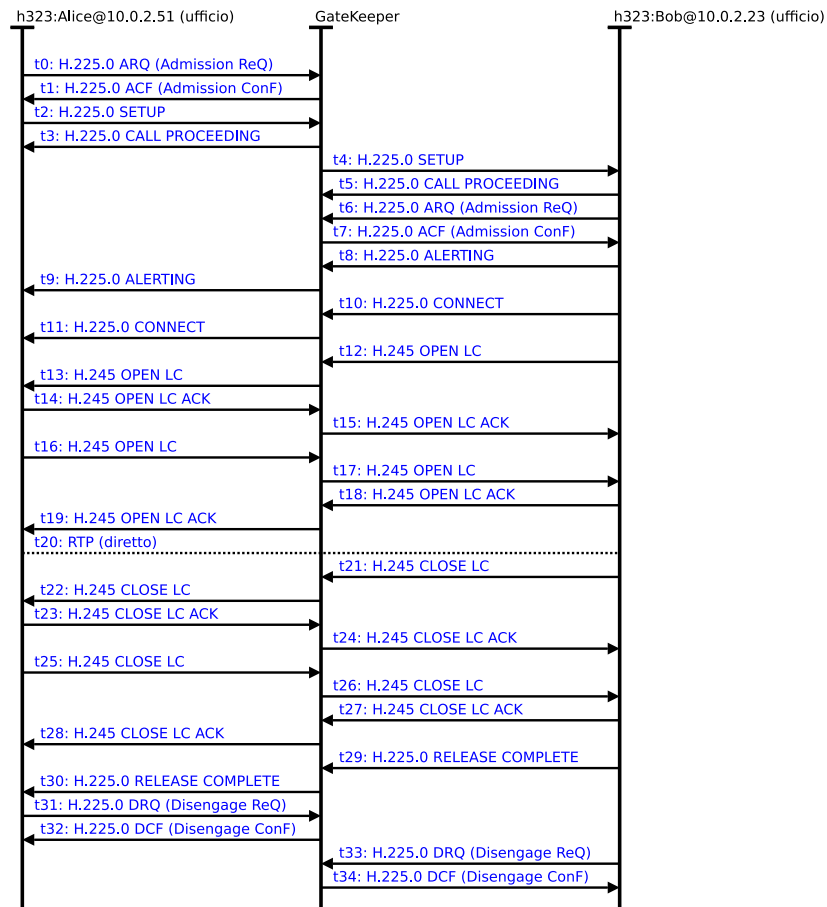 h323:Alice@10.0.2.51 (ufficio)
GateKeeper
h323:Bob@10.0.2.23 (ufficio)
t0: H.225.0 ARQ (Admission ReQ)
t1: H.225.0 ACF (Admission ConF)
t2: H.225.0 SETUP
t3: H.225.0 CALL PROCEEDING
t4: H.225.0 SETUP
t5: H.225.0 CALL PROCEEDING
t6: H.225.0 ARQ (Admission ReQ)
t7: H.225.0 ACF (Admission ConF)
t8: H.225.0 ALERTING
t9: H.225.0 ALERTING
t10: H.225.0 CONNECT
t11: H.225.0 CONNECT
t12: H.245 OPEN LC
t13: H.245 OPEN LC
t14: H.245 OPEN LC ACK
t15: H.245 OPEN LC ACK
t16: H.245 OPEN LC
t17: H.245 OPEN LC
t18: H.245 OPEN LC ACK
t19: H.245 OPEN LC ACK
t20: RTP (diretto)
t21: H.245 CLOSE LC
t22: H.245 CLOSE LC
t23: H.245 CLOSE LC ACK
t24: H.245 CLOSE LC ACK
t25: H.245 CLOSE LC
t26: H.245 CLOSE LC
t27: H.245 CLOSE LC ACK
t28: H.245 CLOSE LC ACK
t29: H.225.0 RELEASE COMPLETE
t30: H.225.0 RELEASE COMPLETE
t31: H.225.0 DRQ (Disengage ReQ)
t32: H.225.0 DCF (Disengage ConF)
t33: H.225.0 DRQ (Disengage ReQ)
t34: H.225.0 DCF (Disengage ConF)